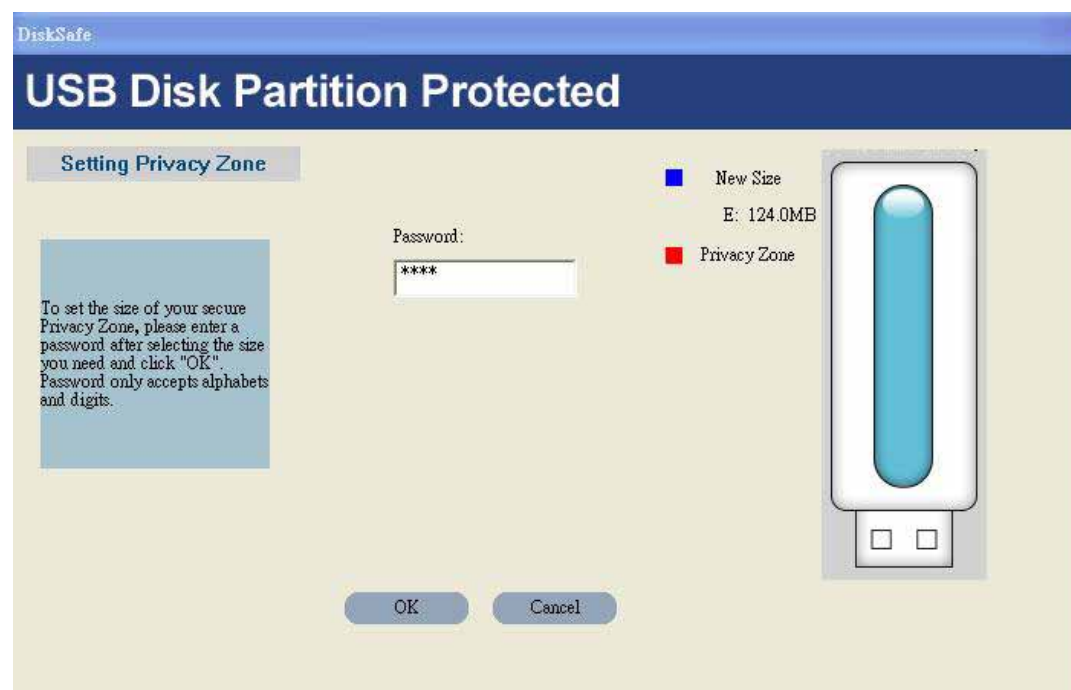 DiskSafe
USB Disk Partition Protected
Setting Privacy Zone
New Size
E: 124.0MB
Privacy Zone
Password:
****
To set the size of your secure
Privacy Zone, please enter a
password after selecting the size
you need and click "OK".
Password only accepts alphabets
and digits.
OK
Cancel